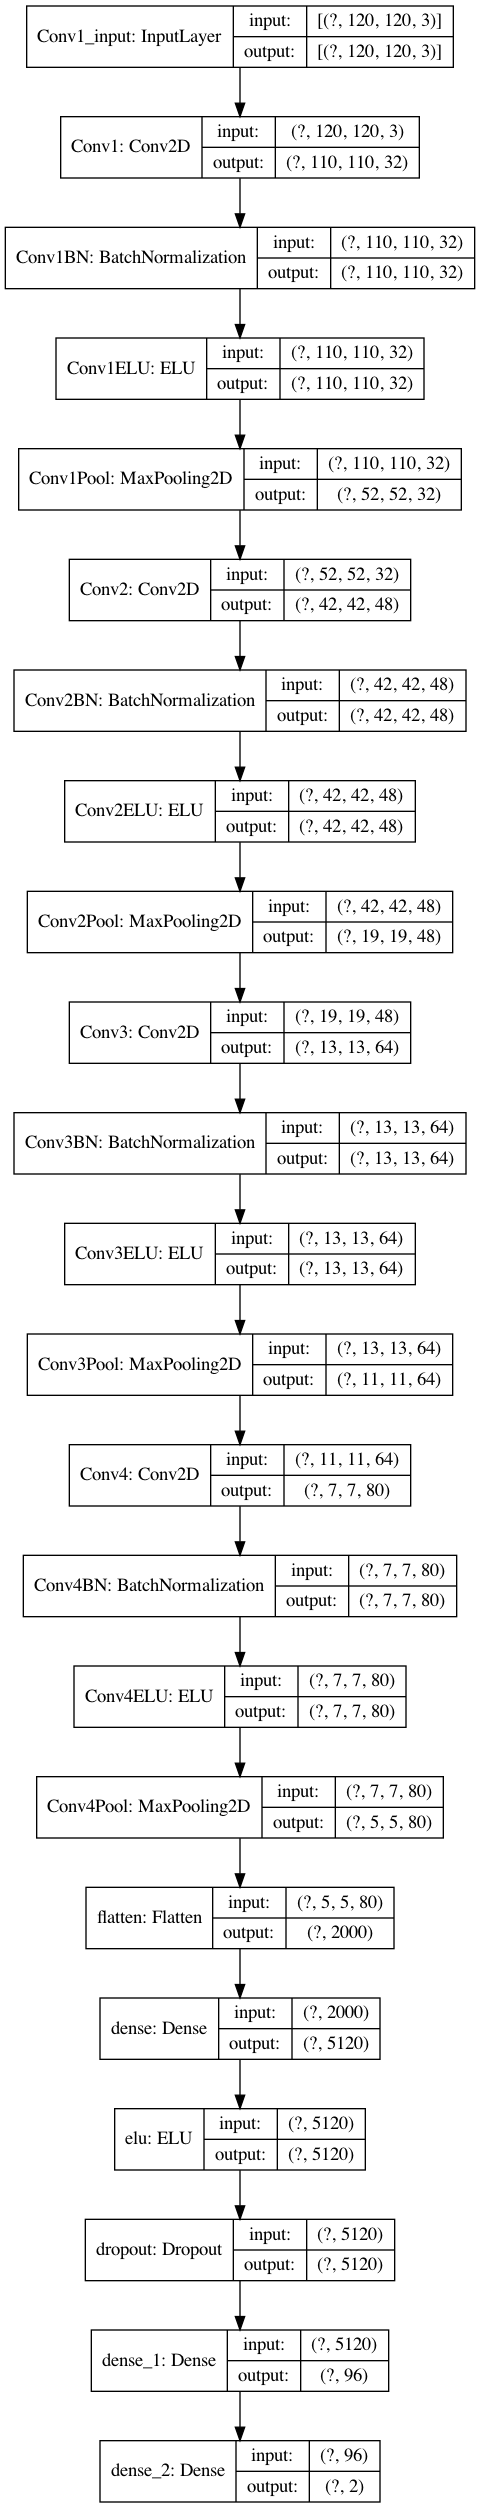 Conv1_input: InputLayer
input: [(?, 120, 120, 3)]
output: [(?, 120, 120, 3)]
Conv1: Conv2D
input: (?, 120, 120, 3)
output: (?, 110, 110, 32)
Conv1BN: BatchNormalization
input: (?, 110, 110, 32)
output: (?, 110, 110, 32)
Conv1ELU: ELU
input: (?, 110, 110, 32)
output: (?, 110, 110, 32)
Conv1Pool: MaxPooling2D
input: (?, 110, 110, 32)
output: (?, 52, 52, 32)
Conv2: Conv2D
input: (?, 52, 52, 32)
output: (?, 42, 42, 48)
Conv2BN: BatchNormalization
input: (?, 42, 42, 48)
output: (?, 42, 42, 48)
Conv2ELU: ELU
input: (?, 42, 42, 48)
output: (?, 42, 42, 48)
Conv2Pool: MaxPooling2D
input: (?, 42, 42, 48)
output: (?, 19, 19, 48)
Conv3: Conv2D
input: (?, 19, 19, 48)
output: (?, 13, 13, 64)
Conv3BN: BatchNormalization
input: (?, 13, 13, 64)
output: (?, 13, 13, 64)
Conv3ELU: ELU
input: (?, 13, 13, 64)
output: (?, 13, 13, 64)
Conv3Pool: MaxPooling2D
input: (?, 13, 13, 64)
output: (?, 11, 11, 64)
Conv4: Conv2D
input: (?, 11, 11, 64)
output: (?, 7, 7, 80)
Conv4BN: BatchNormalization
input: (?, 7, 7, 80)
output: (?, 7, 7, 80)
Conv4ELU: ELU
input: (?, 7, 7, 80)
output: (?, 7, 7, 80)
Conv4Pool: MaxPooling2D
input: (?, 7, 7, 80)
output: (?, 5, 5, 80)
flatten: Flatten
input: (?, 5, 5, 80)
output: (?, 2000)
dense: Dense
input: (?, 2000)
output: (?, 5120)
elu: ELU
input: (?, 5120)
output: (?, 5120)
dropout: Dropout
input: (?, 5120)
output: (?, 5120)
dense_1: Dense
input: (?, 5120)
output: (?, 96)
dense_2: Dense
input: (?, 96)
output: (?, 2)